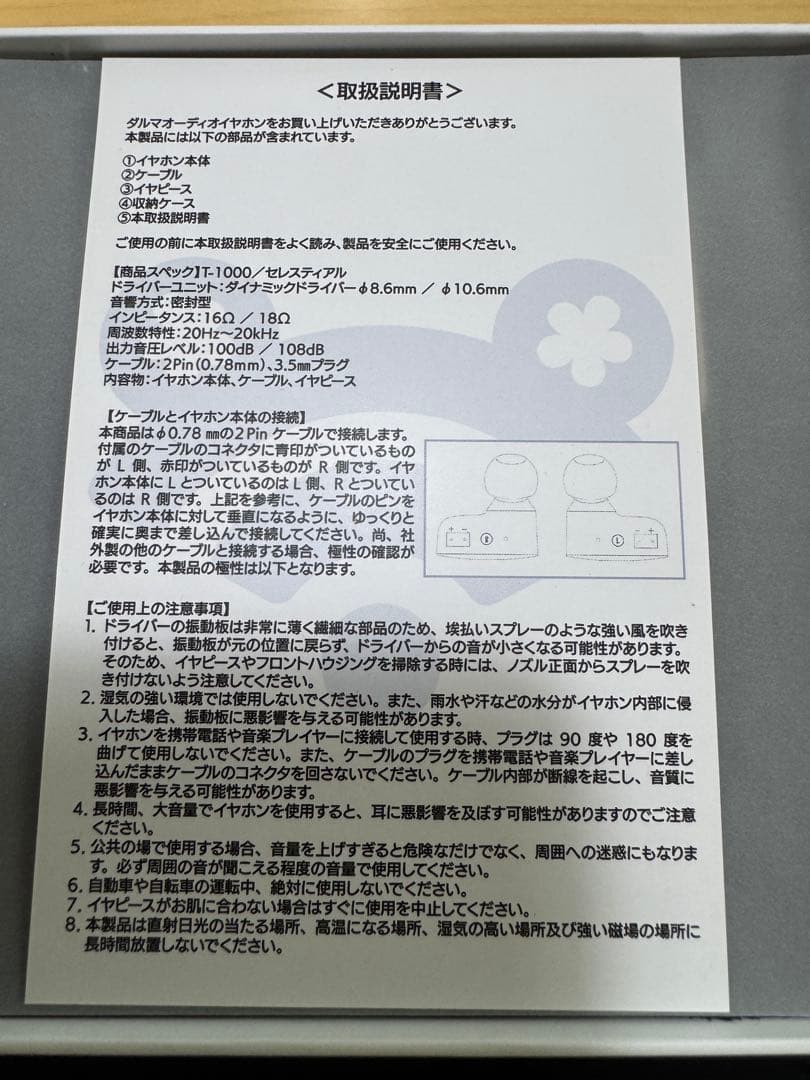 ＜取扱説明書＞
ダルマオーディオイヤホンをお買い上げいただきありがとうございます。
本製品には以下の部品が含まれています。
①イヤホン本体
②ケーブル
③イヤピース
④収納ケース
⑤本取扱説明書
ご使用の前に本取扱説明書をよく読み、製品を安全にご使用ください。
【商品スペック】T-1000／セレスティアル
ドライバーユニット：ダイナミックドライバーφ8.6mm ／ φ10.6mm
音響方式：密封型
インピータンス：16Ω ／ 18Ω
周波数特性：20Hz～20kHz
出力音圧レベル：100dB ／ 108dB
ケーブル：2Pin（0.78mm）、3.5㎜プラグ
内容物：イヤホン本体、ケーブル、イヤピース
【ケーブルとイヤホン本体の接続】
本商品はφ0.78 ㎜の2Pin ケーブルで接続します。
付属のケーブルのコネクタに青印がついているもの
が L 側、赤印がついているものが R 側です。イヤ
ホン本体に L とついているのは L 側、R とついてい
るのは R 側です。上記を参考に、ケーブルのピンを
イヤホン本体に対して垂直になるように、ゆっくりと
確実に奥まで差し込んで接続してください。尚、社
外製の他のケーブルと接続する場合、極性の確認が
必要です。本製品の極性は以下となります。
+ - R L - +
【ご使用上の注意事項】
1. ドライバーの振動板は非常に薄く繊細な部品のため、埃払いスプレーのような強い風を吹き
付けると、振動板が元の位置に戻らず、ドライバーからの音が小さくなる可能性があります。
そのため、イヤピースやフロントハウジングを掃除する時には、ノズル正面からスプレーを吹
き付けないよう注意してください。
2. 湿気の強い環境では使用しないでください。また、雨水や汗などの水分がイヤホン内部に侵
入した場合、振動板に悪影響を与える可能性があります。
3. イヤホンを携帯電話や音楽プレイヤーに接続して使用する時、プラグは 90 度や 180 度を
曲げて使用しないでください。また、ケーブルのプラグを携帯電話や音楽プレイヤーに差し
込んだままケーブルのコネクタを回さないでください。ケーブル内部が断線を起こし、音質に
悪影響を与える可能性があります。
4. 長時間、大音量でイヤホンを使用すると、耳に悪影響を及ぼす可能性がありますのでご注意
ください。
5. 公共の場で使用する場合、音量を上げすぎると危険なだけでなく、周囲への迷惑にもなりま
す。必ず周囲の音が聞こえる程度の音量で使用してください。
6. 自動車や自転車の運転中、絶対に使用しないでください。
7. イヤピースがお肌に合わない場合はすぐに使用を中止してください。
8. 本製品は直射日光の当たる場所、高温になる場所、湿気の高い場所及び強い磁場の場所に
長時間放置しないでください。